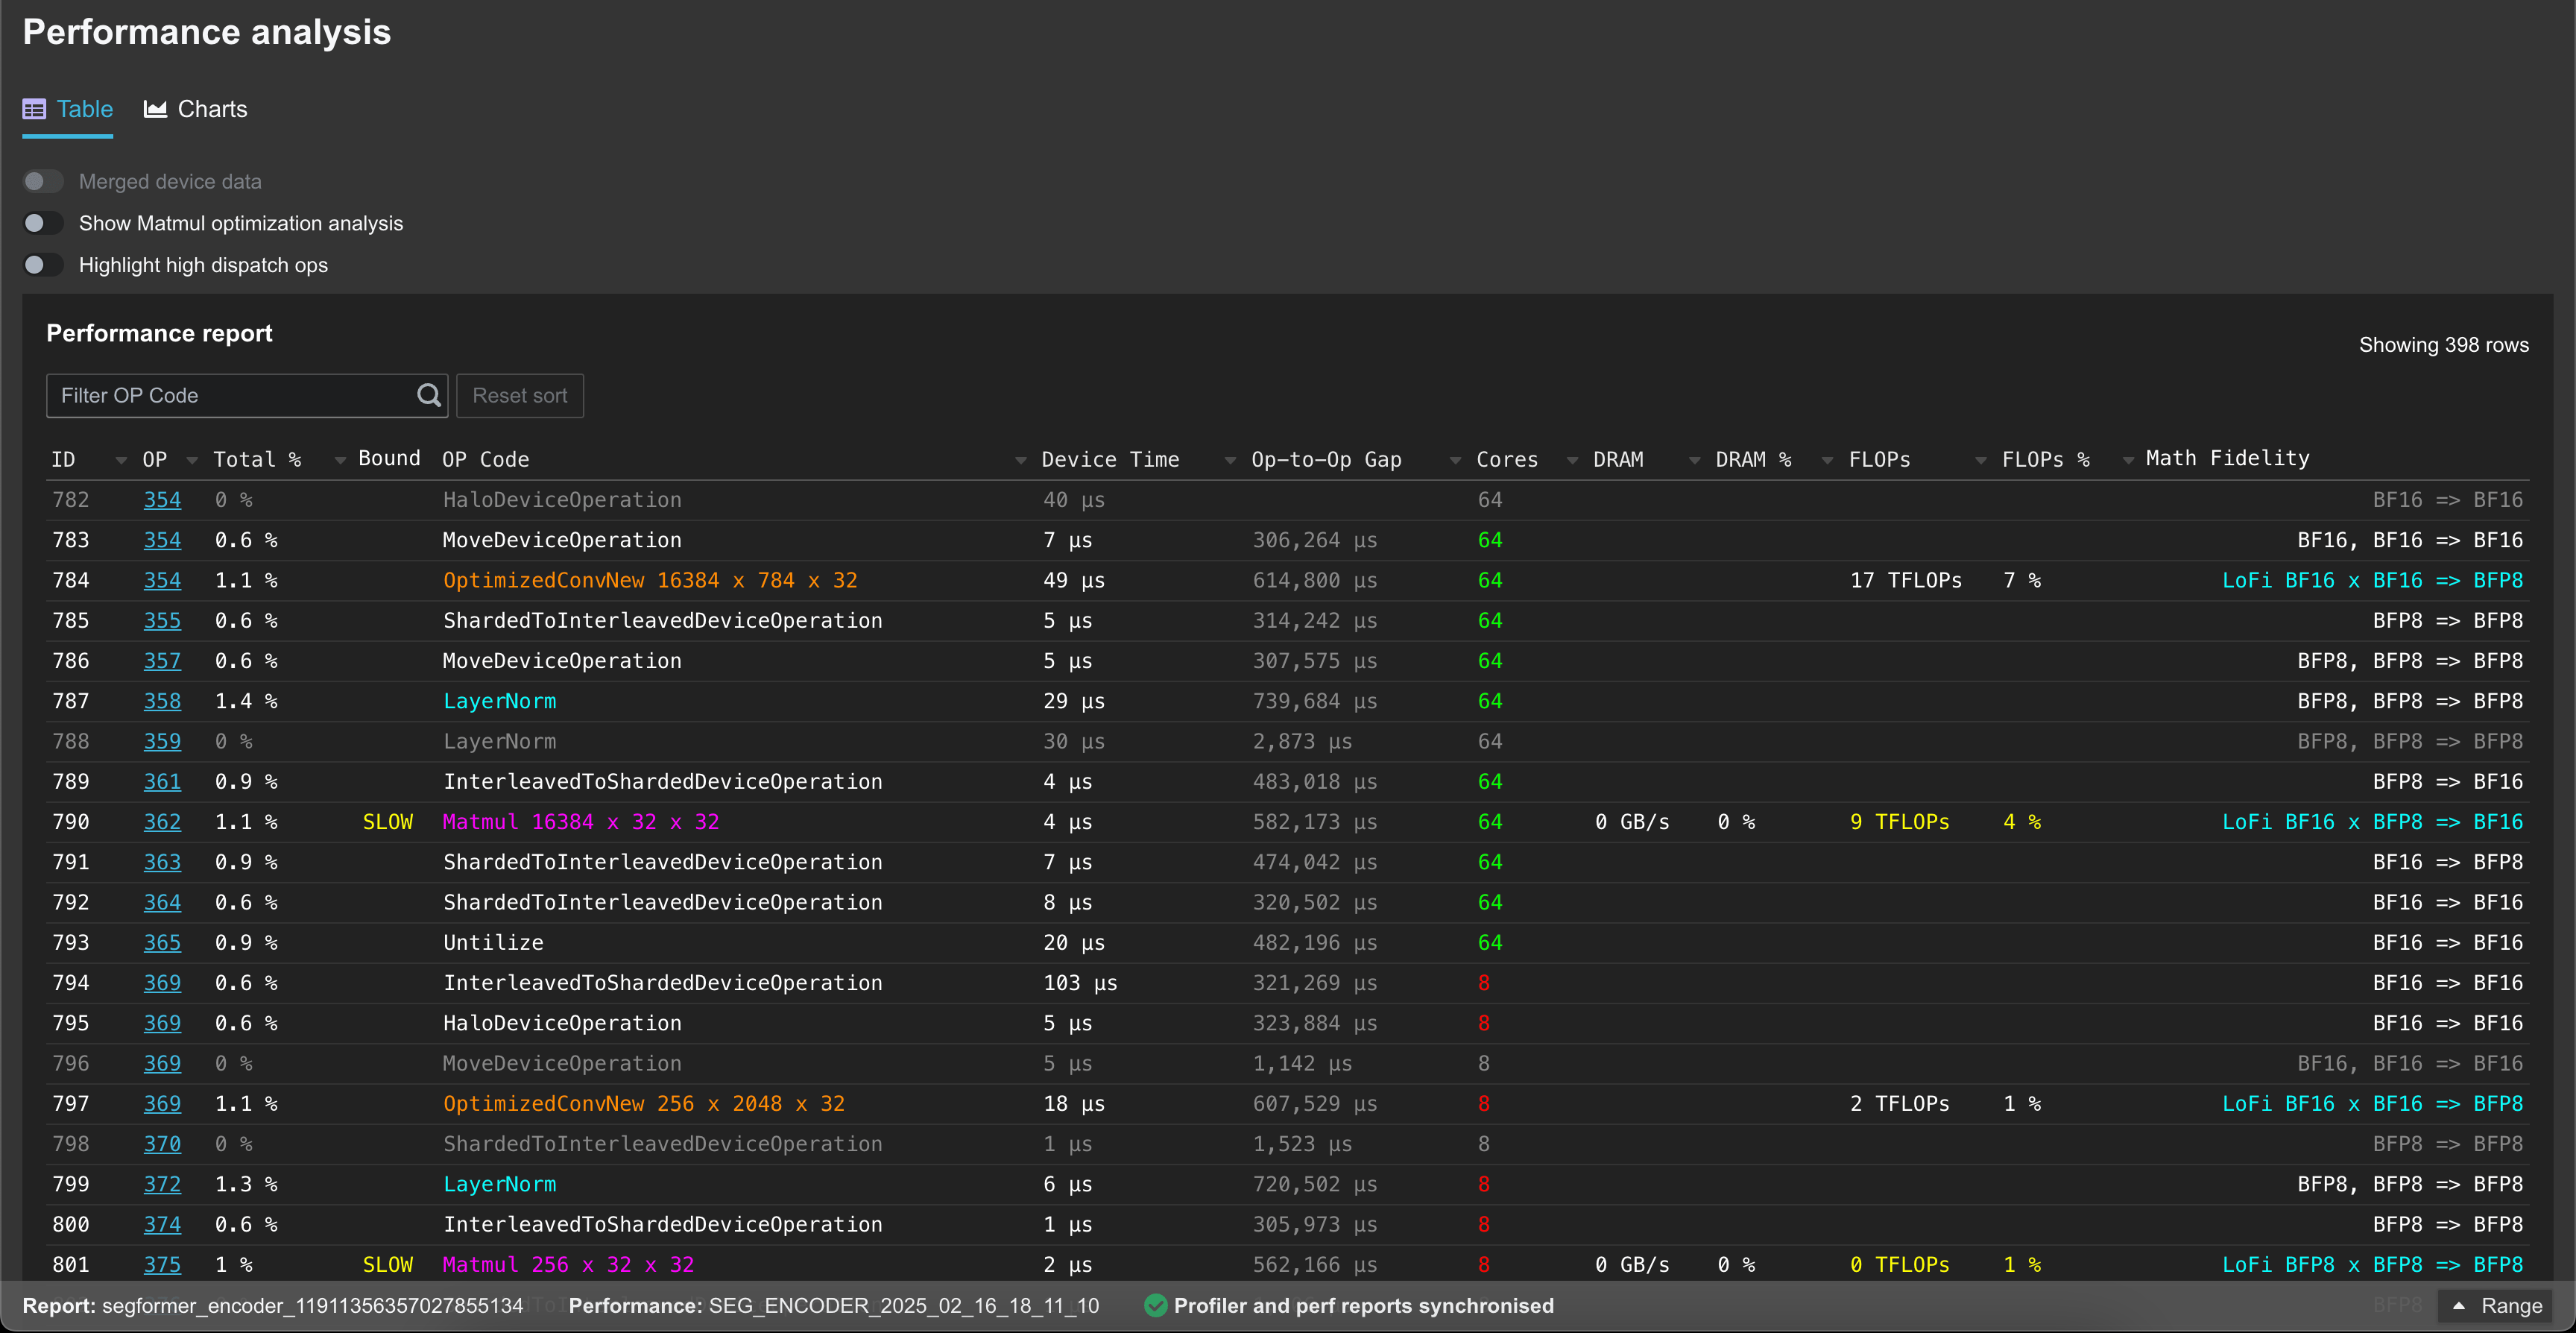 Performance analysis
Table Charts
Merged device data
Show Matmul optimization analysis
Highlight high dispatch ops
Performance report
Showing 398 rows
Filter OP Code Reset sort
ID OP Total % Bound OP Code Device Time Op-to-Op Gap Cores DRAM DRAM % FLOPs FLOPs % Math Fidelity
782 354 0 % HaloDeviceOperation 40 µs 64 BF16 => BF16
783 354 0.6 % MoveDeviceOperation 7 µs 306,264 µs 64 BF16, BF16 => BF16
784 354 1.1 % OptimizedConvNew 16384 x 784 x 32 49 µs 614,800 µs 64 17 TFLOPs 7 % LoFi BF16 x BF16 => BFP8
785 355 0.6 % ShardedToInterleavedDeviceOperation 5 µs 314,242 µs 64 BFP8 => BFP8
786 357 0.6 % MoveDeviceOperation 5 µs 307,575 µs 64 BFP8, BFP8 => BFP8
787 358 1.4 % LayerNorm 29 µs 739,684 µs 64 BFP8, BFP8 => BFP8
788 359 0 % LayerNorm 30 µs 2,873 µs 64 BFP8, BFP8 => BFP8
789 361 0.9 % InterleavedToShardedDeviceOperation 4 µs 483,018 µs 64 BFP8 => BF16
790 362 1.1 % SLOW Matmul 16384 x 32 x 32 4 µs 582,173 µs 64 0 GB/s 0 % 9 TFLOPs 4 % LoFi BF16 x BFP8 => BF16
791 363 0.9 % ShardedToInterleavedDeviceOperation 7 µs 474,042 µs 64 BF16 => BFP8
792 364 0.6 % ShardedToInterleavedDeviceOperation 8 µs 320,502 µs 64 BF16 => BF16
793 365 0.9 % Untilize 20 µs 482,196 µs 64 BF16 => BF16
794 369 0.6 % InterleavedToShardedDeviceOperation 103 µs 321,269 µs 8 BF16 => BF16
795 369 0.6 % HaloDeviceOperation 5 µs 323,884 µs 8 BF16 => BF16
796 369 0 % MoveDeviceOperation 5 µs 1,142 µs 8 BF16, BF16 => BF16
797 369 1.1 % OptimizedConvNew 256 x 2048 x 32 18 µs 607,529 µs 8 2 TFLOPs 1 % LoFi BF16 x BF16 => BFP8
798 370 0 % ShardedToInterleavedDeviceOperation 1 µs 1,523 µs 8 BFP8 => BFP8
799 372 1.3 % LayerNorm 6 µs 720,502 µs 8 BFP8, BFP8 => BFP8
800 374 0.6 % InterleavedToShardedDeviceOperation 1 µs 305,973 µs 8 BFP8 => BFP8
801 375 1 % SLOW Matmul 256 x 32 x 32 2 µs 562,166 µs 8 0 GB/s 0 % 0 TFLOPs 1 % LoFi BFP8 x BFP8 => BFP8
Report: segformer_encoder_11911356357027855134 Performance: SEG_ENCODER_2025_02_16_18_11_10 Profiler and perf reports synchronised Range